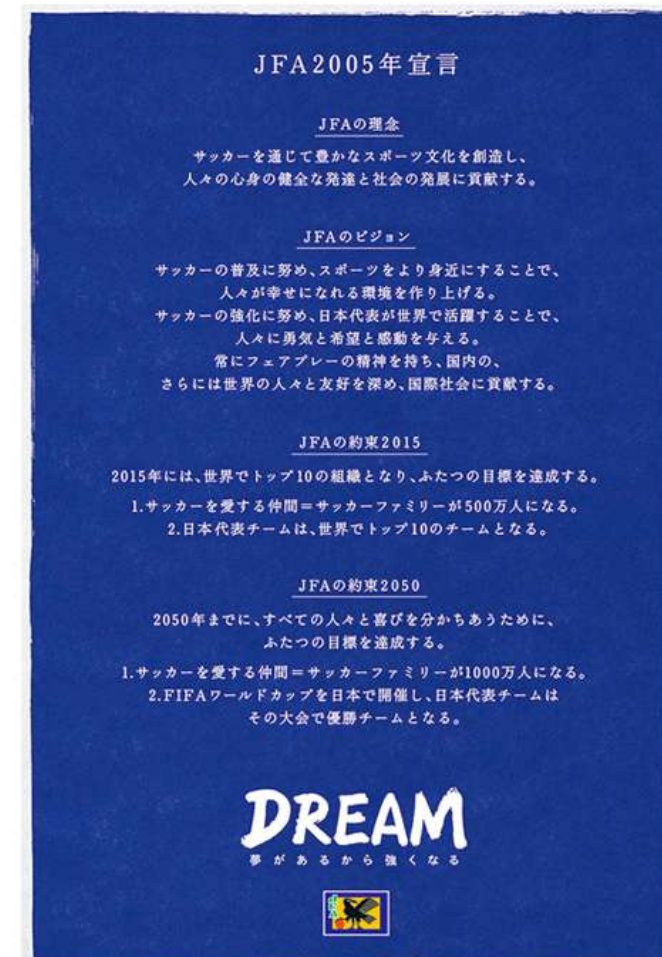 JFA2005年宣言
JFAの理念
サッカーを通じて豊かなスポーツ文化を創造し、
人々の心身の健全な発達と社会の発展に貢献する。
JFAのビジョン
サッカーの普及に努め、スポーツをより身近にすることで、
人々が幸せになれる環境を作り上げる。
サッカーの強化に努め、日本代表が世界で活躍することで、
人々に勇気と希望と感動を与える。
常にフェアプレーの精神を持ち、国内の、
さらには世界の人々と友好を深め、国際社会に貢献する。
JFAの約束2015
2015年には、世界でトップ10の組織となり、ふたつの目標を達成する。
1.サッカーを愛する仲間＝サッカーファミリーが500万人になる。
2.日本代表チームは、世界でトップ10のチームとなる。
JFAの約束2050
2050年までに、すべての人々と喜びを分かちあうために、
ふたつの目標を達成する。
1.サッカーを愛する仲間＝サッカーファミリーが1000万人になる。
2.FIFAワールドカップを日本で開催し、日本代表チームは
その大会で優勝チームとなる。
DREAM
夢があるから強くなる
JFA